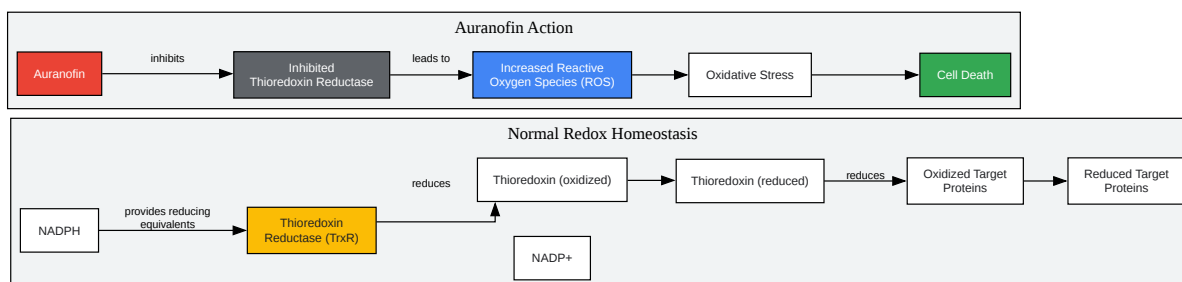 Auranofin Action
Auranofin
inhibits
Inhibited
Thioredoxin Reductase
leads to
Increased Reactive
Oxygen Species (ROS)
Oxidative Stress
Cell Death
Normal Redox Homeostasis
NADPH
provides reducing
equivalents
Thioredoxin
Reductase (TrxR)
reduces
Thioredoxin (oxidized)
Thioredoxin (reduced)
reduces
Oxidized Target
Proteins
Reduced Target
Proteins
NADP+